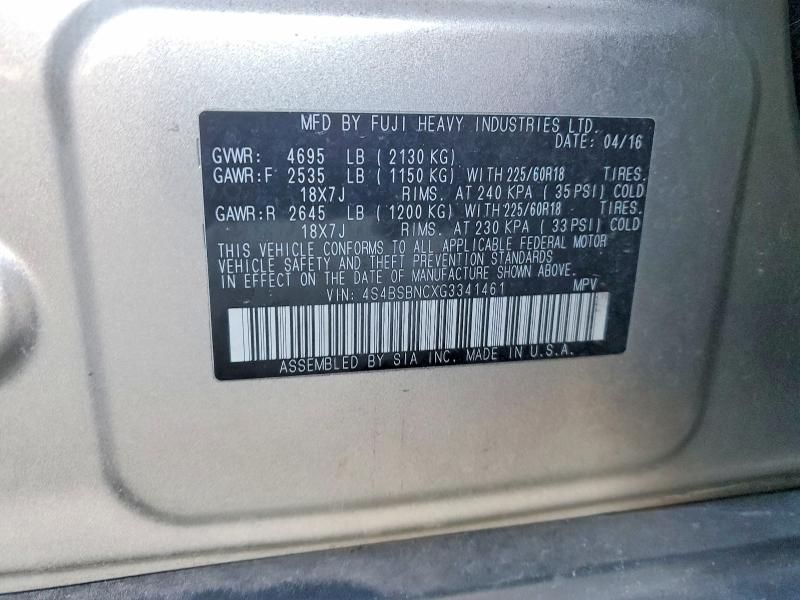 MFD BY FUJI HEAVY INDUSTRIES LTD.
DATE: 04/16
GVWR: 4695 LB ( 2130 KG)
GAWR:F 2535 LB ( 1150 KG) WITH 225/60R18 TIRES.
18X7J RIMS. AT 240 KPA ( 35 PSI) COLD
GAWR:R 2645 LB ( 1200 KG) WITH 225/60R18 TIRES.
18X7J RIMS. AT 230 KPA ( 33 PSI) COLD
THIS VEHICLE CONFORMS TO ALL APPLICABLE FEDERAL MOTOR
VEHICLE SAFETY AND THEFT PREVENTION STANDARDS
IN EFFECT ON THE DATE OF MANUFACTURE SHOWN ABOVE.
VIN: 4S4BSBNCXG3341461 MPV
ASSEMBLED BY SIA INC. MADE IN U.S.A.